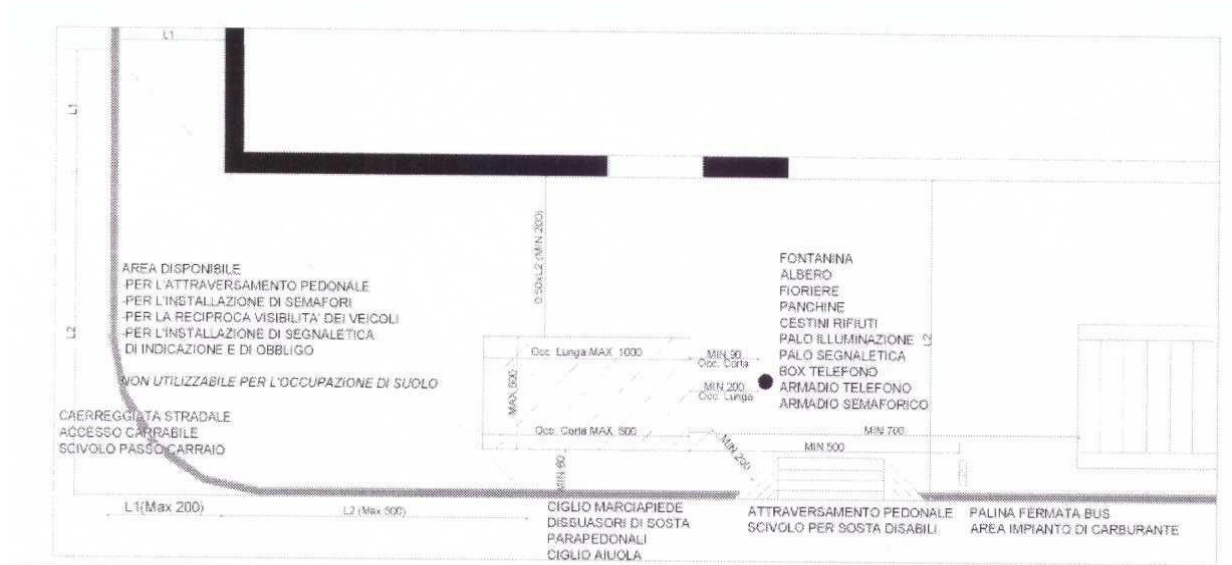 L1
L1
L2
AREA DISPONIBILE
-PER L'ATTRAVERSAMENTO PEDONALE
-PER L'INSTALLAZIONE DI SEMAFORI
-PER LA RECIPROCA VISIBILITA' DEI VEICOLI
-PER L'INSTALLAZIONE DI SEGNALETICA
DI INDICAZIONE E DI OBBLIGO
NON UTILIZZABILE PER L'OCCUPAZIONE DI SUOLO
CAERREGGIATA STRADALE
ACCESSO CARRABILE
SCIVOLO PASSO CARRAIO
0.50xL2 (MIN 200)
FONTANINA
ALBERO
FIORIERE
PANCHINE
CESTINI RIFIUTI
PALO ILLUMINAZIONE
PALO SEGNALETICA
BOX TELEFONO
ARMADIO TELEFONO
ARMADIO SEMAFORICO
L2
Occ. Lunga MAX. 1000
MIN 90
Occ. Corta
MIN 200
Occ. Lunga
Occ. Corta MAX. 500
MIN 700
MIN 200
MIN 500
MIN 60
L1(Max 200)
L2 (Max 500)
CIGLIO MARCIAPIEDE
DISSUASORI DI SOSTA
PARAPEDONALI
CIGLIO AIUOLA
ATTRAVERSAMENTO PEDONALE
SCIVOLO PER SOSTA DISABILI
PALINA FERMATA BUS
AREA IMPIANTO DI CARBURANTE